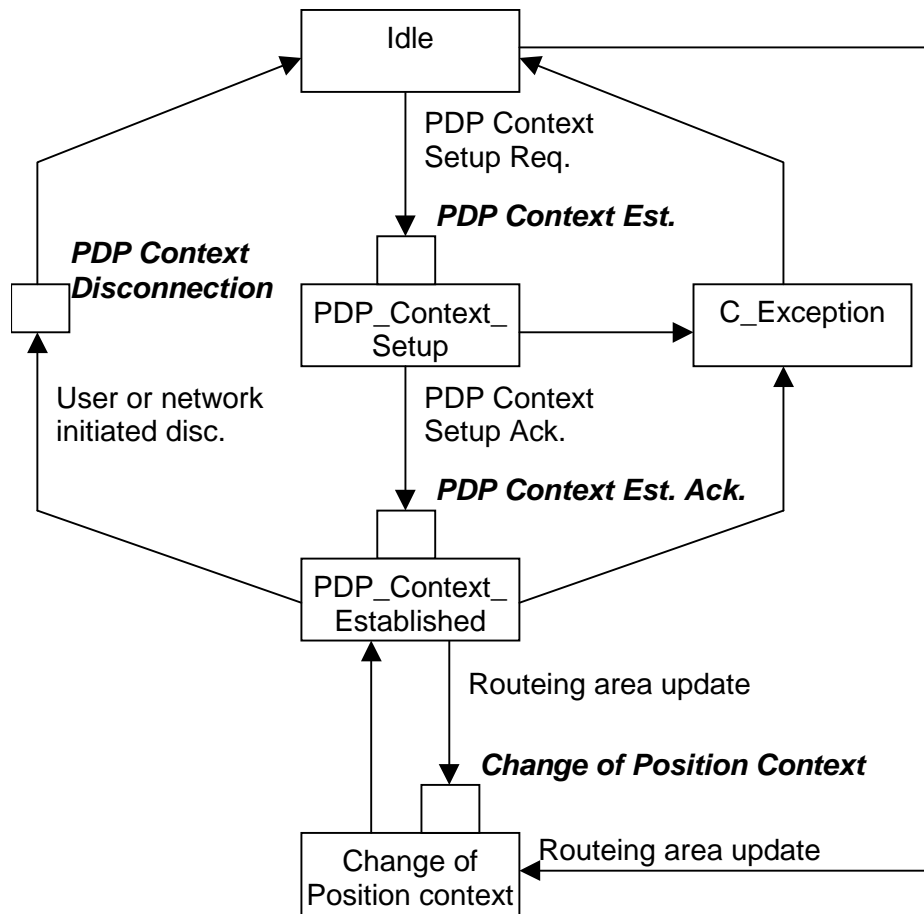 Idle
PDP Context
Setup Req.
PDP Context Est.
PDP Context
Disconnection
PDP_Context_
Setup
C_Exception
User or network
initiated disc.
PDP Context
Setup Ack.
PDP Context Est. Ack.
PDP_Context_
Established
Routeing area update
Change of Position Context
Change of
Position context
Routeing area update